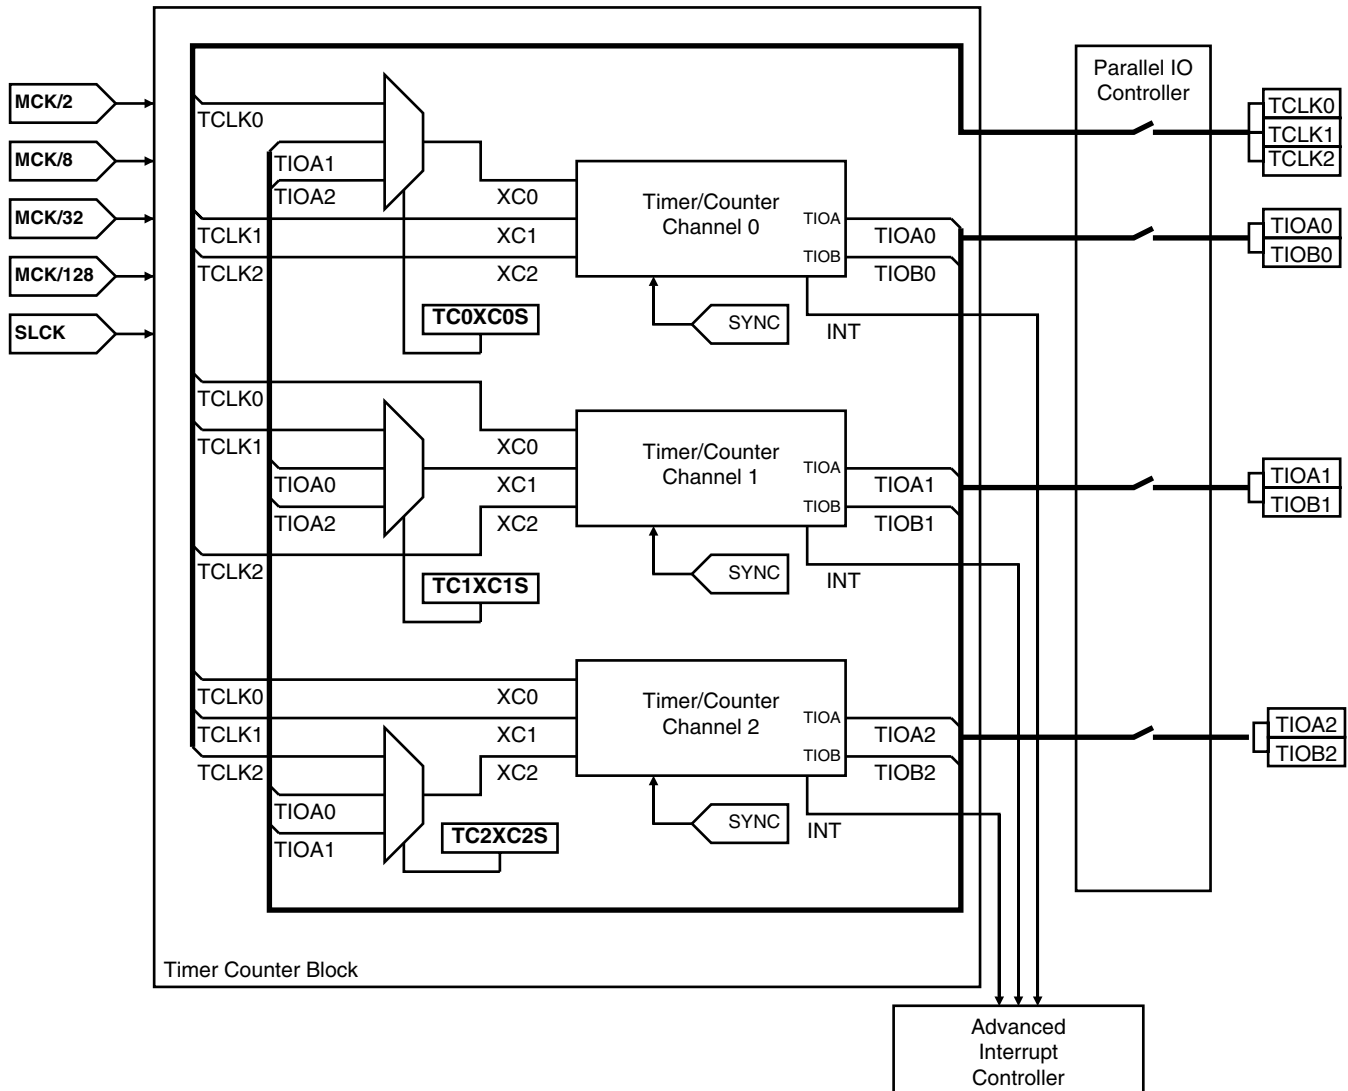 MCK/2
MCK/8
MCK/32
MCK/128
SLCK
TCLK0
TIOA1
TIOA2
TCLK1
TCLK2
XC0
XC1
XC2
TC0XC0S
Timer/Counter
Channel 0
TIOA
TIOB
TIOA0
TIOB0
SYNC
INT
TCLK0
TCLK1
TIOA0
TIOA2
TCLK2
XC0
XC1
XC2
TC1XC1S
Timer/Counter
Channel 1
TIOA
TIOB
TIOA1
TIOB1
SYNC
INT
TCLK0
TCLK1
TCLK2
TIOA0
TIOA1
XC0
XC1
XC2
TC2XC2S
Timer/Counter
Channel 2
TIOA
TIOB
TIOA2
TIOB2
SYNC
INT
Timer Counter Block
Parallel IO
Controller
TCLK0
TCLK1
TCLK2
TIOA0
TIOB0
TIOA1
TIOB1
TIOA2
TIOB2
Advanced
Interrupt
Controller